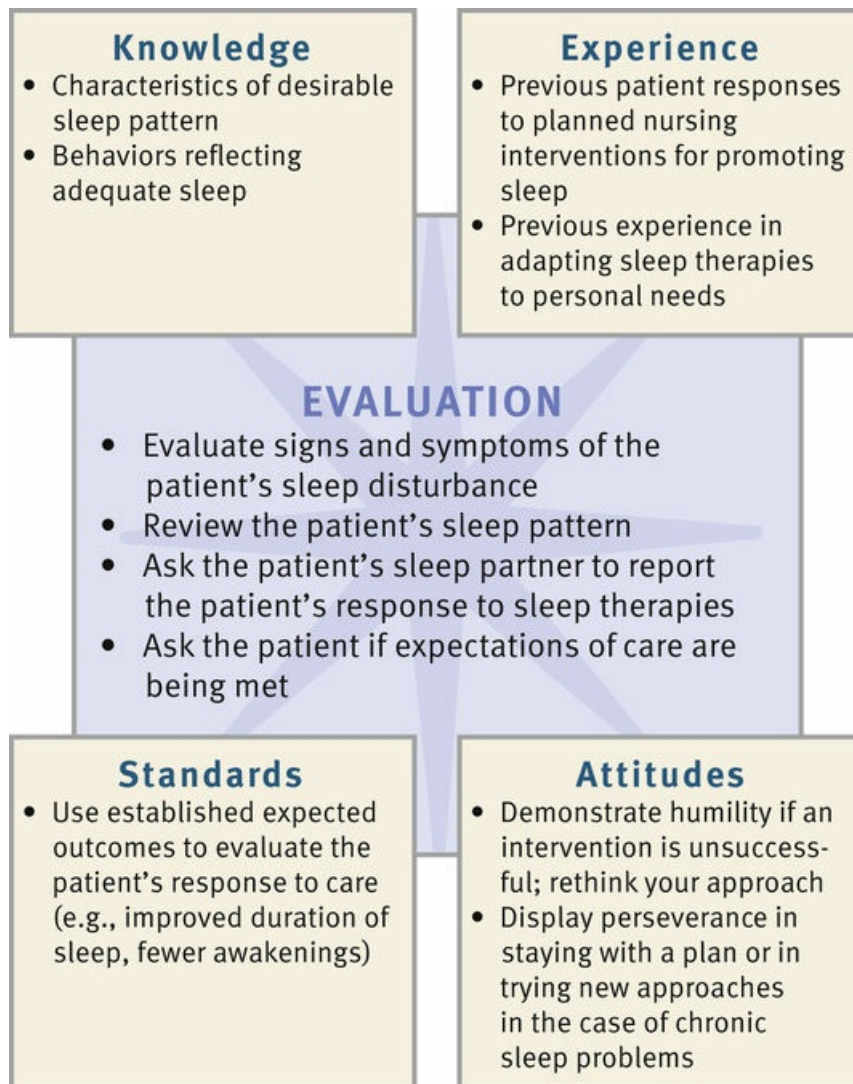 Knowledge
• Characteristics of desirable
sleep pattern
• Behaviors reflecting
adequate sleep
Experience
• Previous patient responses
to planned nursing
interventions for promoting
sleep
• Previous experience in
adapting sleep therapies
to personal needs
EVALUATION
• Evaluate signs and symptoms of the
patient’s sleep disturbance
• Review the patient’s sleep pattern
• Ask the patient’s sleep partner to report
the patient’s response to sleep therapies
• Ask the patient if expectations of care are
being met
Standards
• Use established expected
outcomes to evaluate the
patient’s response to care
(e.g., improved duration of
sleep, fewer awakenings)
Attitudes
• Demonstrate humility if an
intervention is unsuccess-
ful; rethink your approach
• Display perseverance in
staying with a plan or in
trying new approaches
in the case of chronic
sleep problems